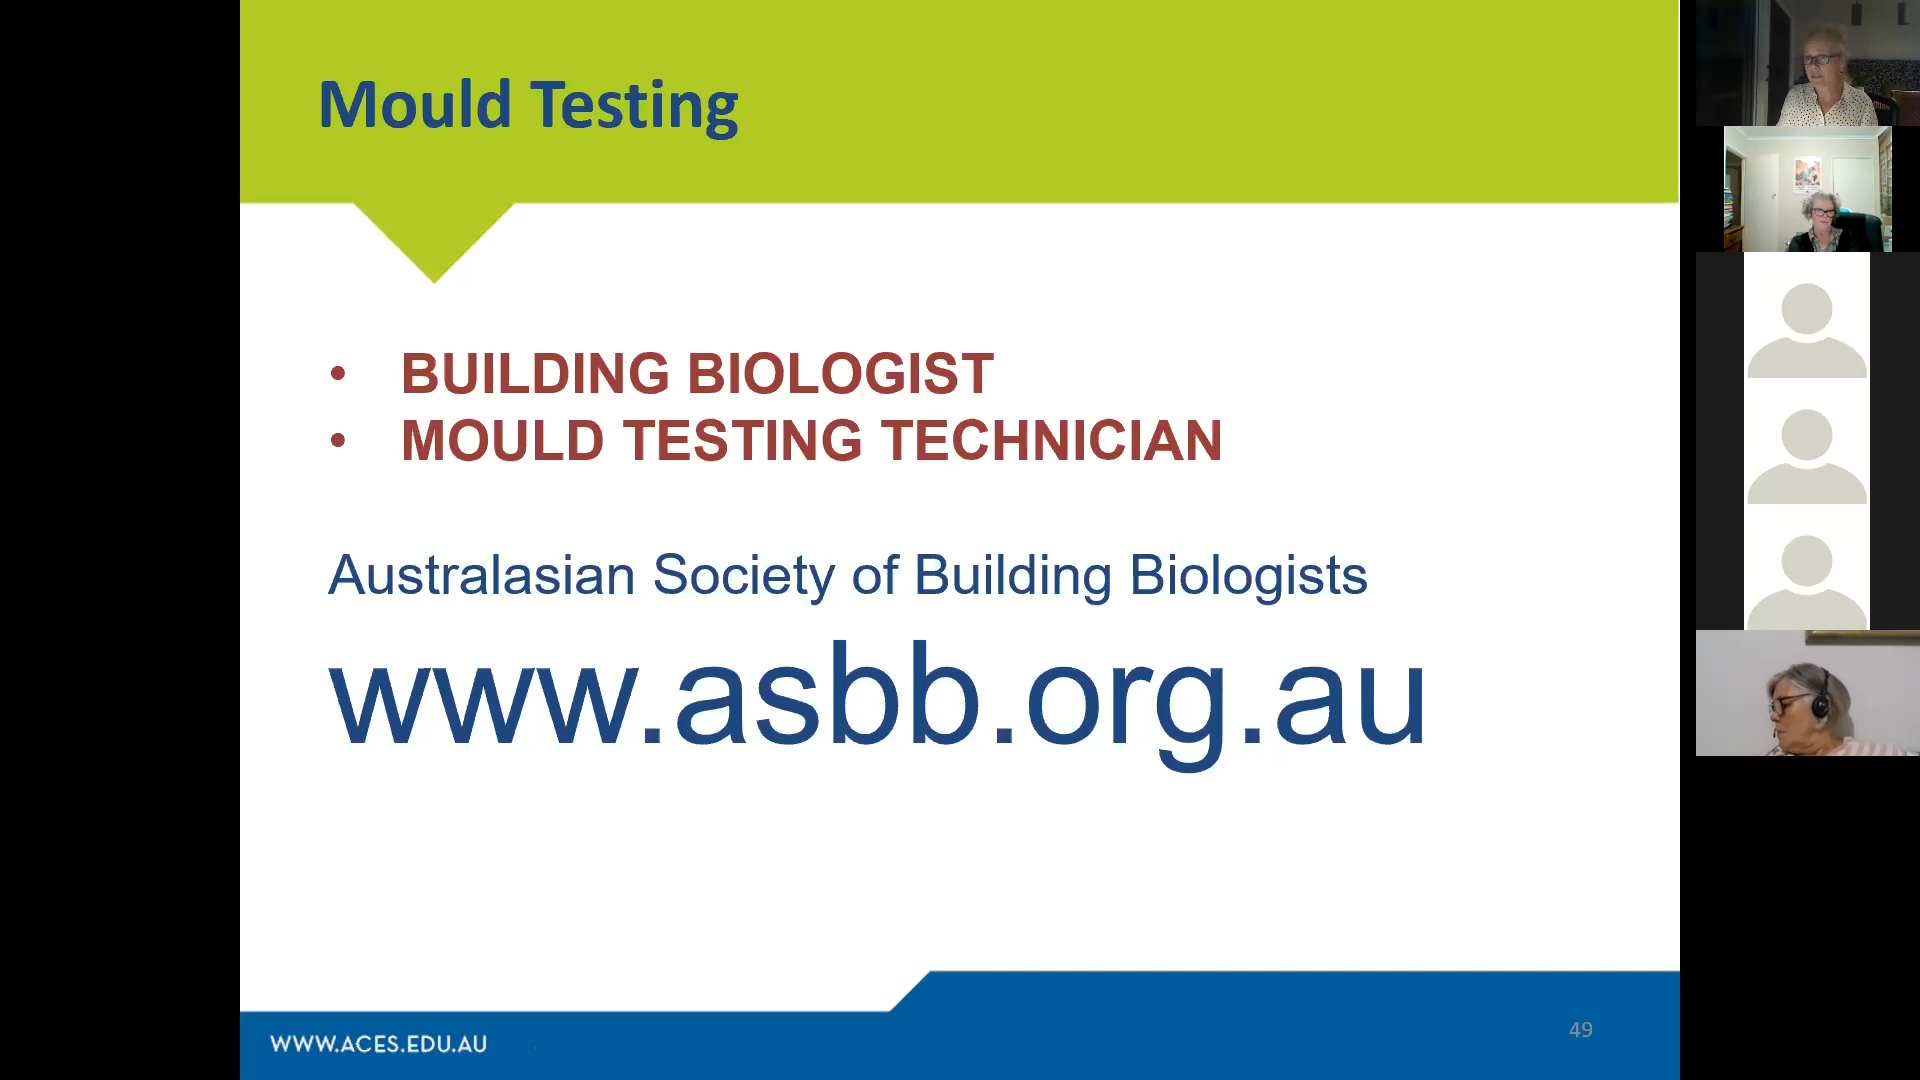 Mould Testing
• BUILDING BIOLOGIST
• MOULD TESTING TECHNICIAN
Australasian Society of Building Biologists
www.asbb.org.au
WWW.ACES.EDU.AU
49